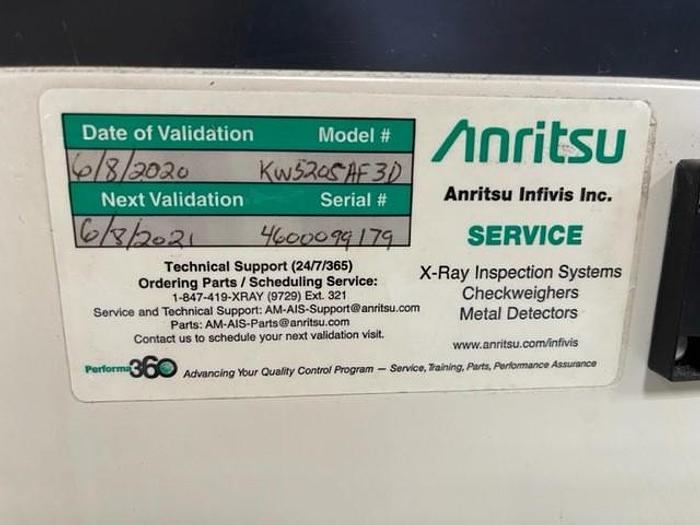 Date of Validation Model #
6/8/2020 KW5205AF3D
Next Validation Serial #
6/8/2021 4600099179
Technical Support (24/7/365)
Ordering Parts / Scheduling Service:
1-847-419-XRAY (9729) Ext. 321
Service and Technical Support: AM-AIS-Support@anritsu.com
Parts: AM-AIS-Parts@anritsu.com
Contact us to schedule your next validation visit.
Anritsu
Anritsu Infivis Inc.
SERVICE
X-Ray Inspection Systems
Checkweighers
Metal Detectors
www.anritsu.com/infivis
Performa360 Advancing Your Quality Control Program — Service, Training, Parts, Performance Assurance